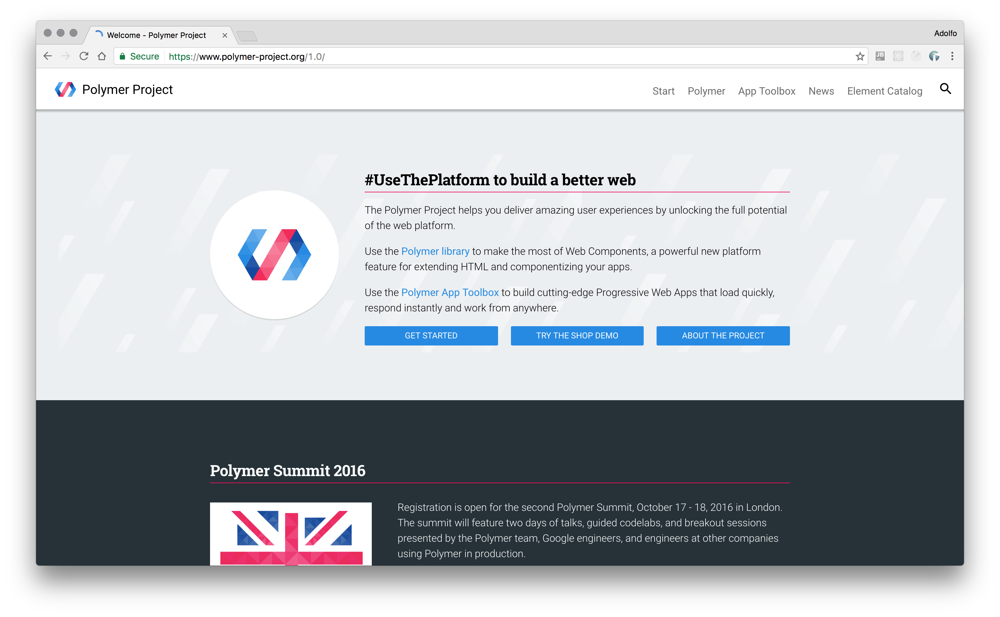 Welcome - Polymer Project
Adolfo
Secure https://www.polymer-project.org/1.0/
JB
Polymer Project
Start Polymer App Toolbox News Element Catalog
#UseThePlatform to build a better web
The Polymer Project helps you deliver amazing user experiences by unlocking the full potential
of the web platform.
Use the Polymer library to make the most of Web Components, a powerful new platform
feature for extending HTML and componentizing your apps.
Use the Polymer App Toolbox to build cutting-edge Progressive Web Apps that load quickly,
respond instantly and work from anywhere.
GET STARTED TRY THE SHOP DEMO ABOUT THE PROJECT
Polymer Summit 2016
Registration is open for the second Polymer Summit, October 17 - 18, 2016 in London.
The summit will feature two days of talks, guided codelabs, and breakout sessions
presented by the Polymer team, Google engineers, and engineers at other companies
using Polymer in production.